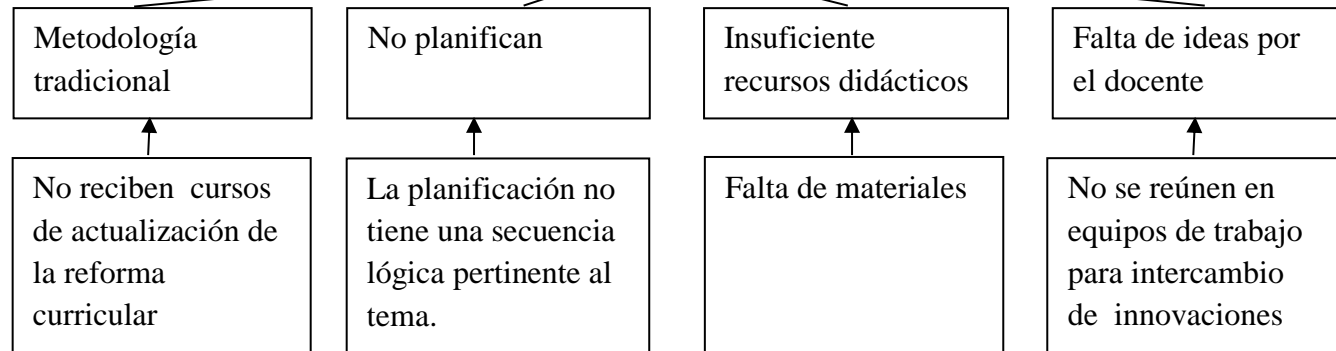 Metodología
tradicional
No planifican
Insuficiente
recursos didácticos
Falta de ideas por
el docente
No reciben  cursos
de actualización de
la reforma
curricular
La planificación no
tiene una secuencia
lógica pertinente al
tema.
Falta de materiales
No se reúnen en
equipos de trabajo
para intercambio
de  innovaciones